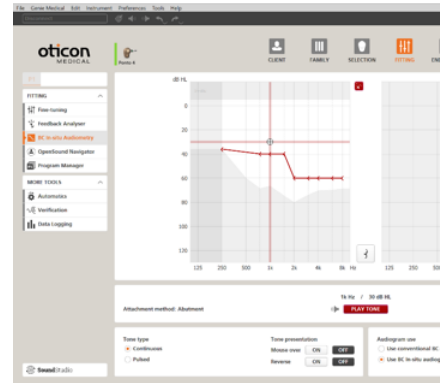 File Genie Medical Edit Instrument Preferences Tools Help
oticon
MEDICAL
Ponto 4
CLIENT FAMILY SELECTION FITTING
FITTING
Fine-tuning
Feedback Analyser
BC In-situ Audiometry
OpenSound Navigator
Program Manager
MORE TOOLS
Automatics
Verification
Data Logging
dB HL
0
20
40
60
80
100
120
125 250 500 1k 2k 4k 8k Hz
125 250
Attachment method: Abutment
1k Hz / 30 dB HL
PLAY TONE
Tone type
Continuous
Pulsed
Tone presentation
Mouse over ON OFF
Reverse ON OFF
Audiogram use
Use conventional BC
Use BC In-situ audiog
SoundStudio